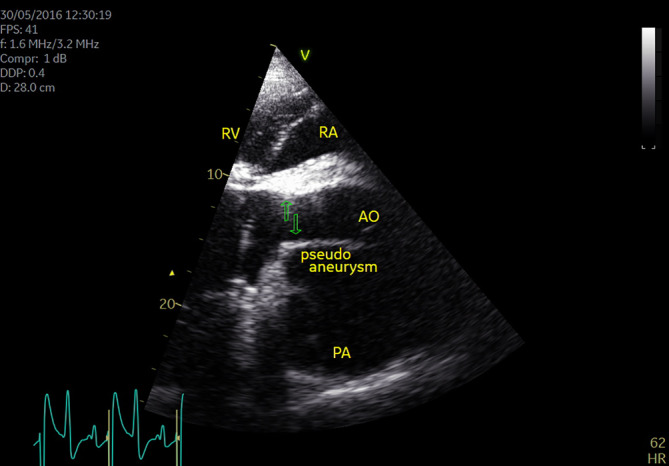 30/05/2016 12:30:19
FPS: 41
f: 1.6 MHz/3.2 MHz
Compr: 1 dB
DDP: 0.4
D: 28.0 cm
V
RV
RA
10
AO
pseudo
aneurysm
20
PA
62
HR